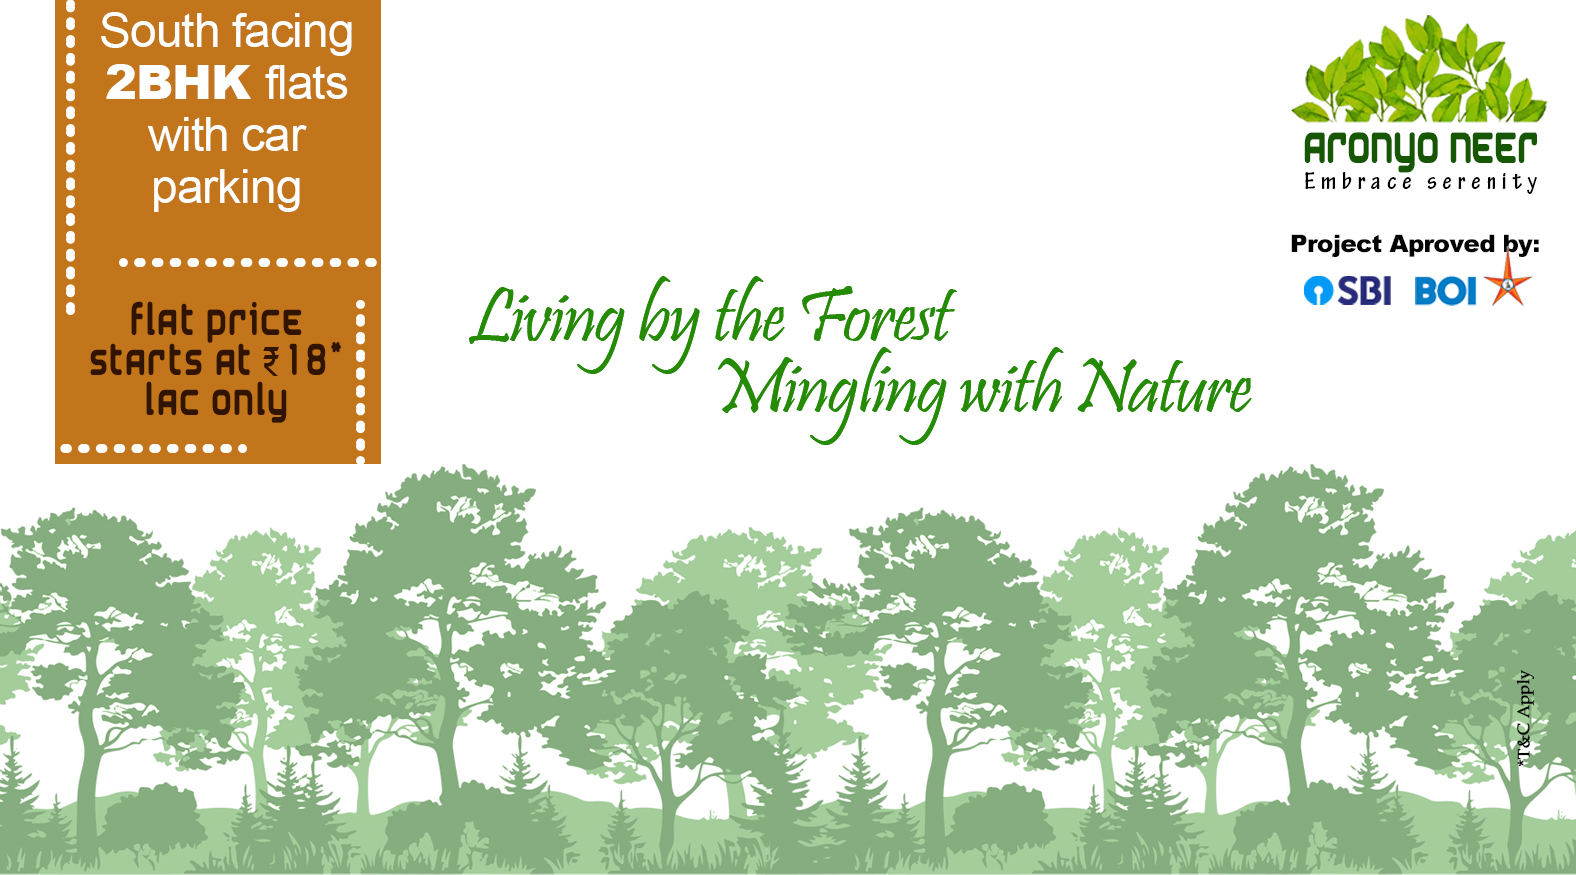 South facing
2BHK flats
with car
parking
flat price
starts at ₹18*
lac only
Living by the Forest
Mingling with Nature
Aronyo Neer
Embrace serenity
Project Aproved by:
SBI BOI
*T&C Apply